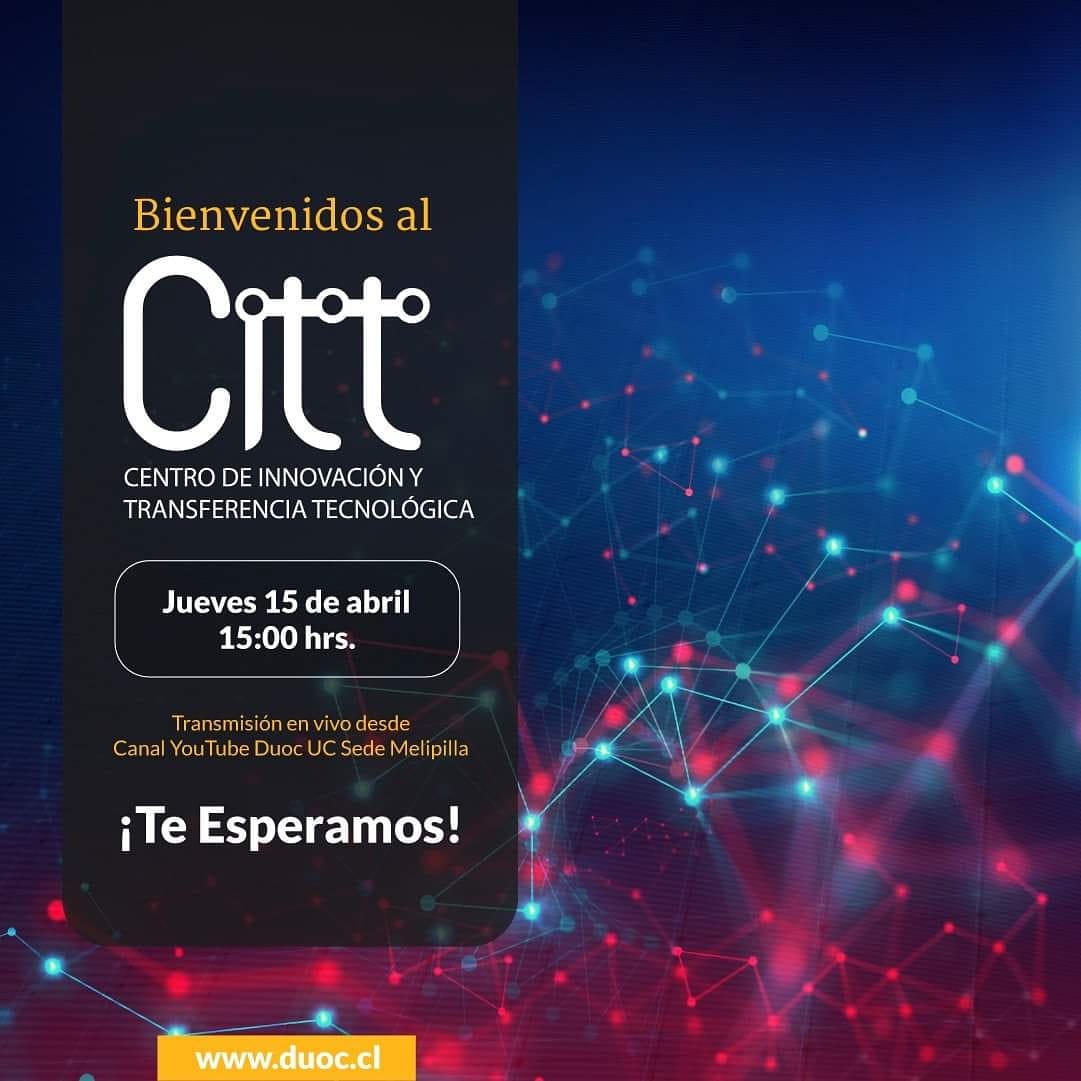 Bienvenidos al
Citt
CENTRO DE INNOVACIÓN Y
TRANSFERENCIA TECNOLÓGICA
Jueves 15 de abril
15:00 hrs.
Transmisión en vivo desde
Canal YouTube Duoc UC Sede Melipilla
¡Te Esperamos!
www.duoc.cl